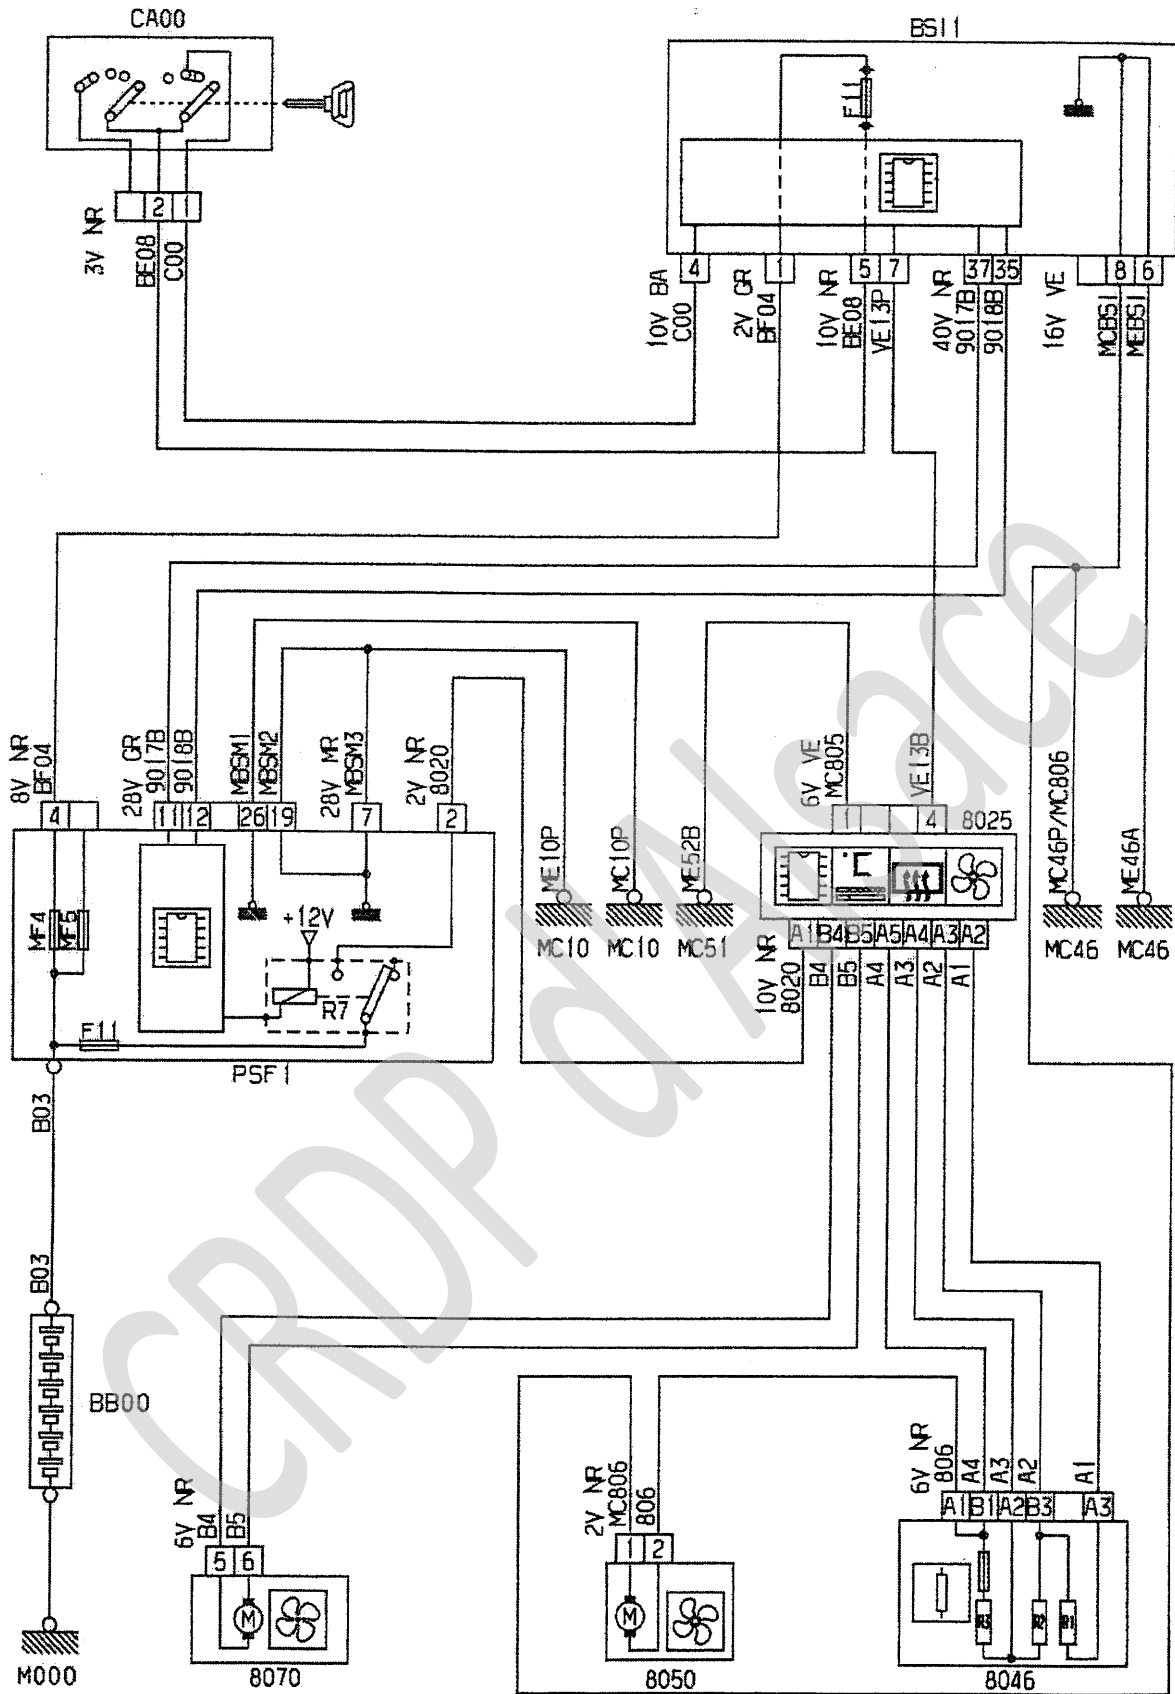 CA00
BSI1
F11
2 1
3V NR
BE08
C00
4 1 5 7 37 35 8 6
10V BA
C00
2V GR
BF04
10V NR
BE08
VE13P
40V NR
9017B
9018B
16V VE
MCBSI
MEBSI
8V NR
BF04
28V GR
9017B
9018B
MBSM1
MBSM2
28V MR
MBSM3
2V NR
8020
6V VE
MC805
VE13B
4 11 12 26 19 7 2
1 4
8025
°C
MF4
MF5
+12V
R7
F11
PSF1
ME10P
MC10P
ME52B
MC46P/MC806
ME46A
MC10
MC10
MC51
MC46
MC46
A1 B4 B5 A5 A4 A3 A2
10V NR
8020
B4
B5
A4
A3
A2
A1
B03
B03
BB00
M000
6V NR
B4
B5
5 6
M
8070
2V NR
MC806
806
1 2
M
8050
6V NR
806
A4
A3
A2
A1
A1 B1 A2 B3 A3
R3
R2
R1
8046
CRDP d'Alsace